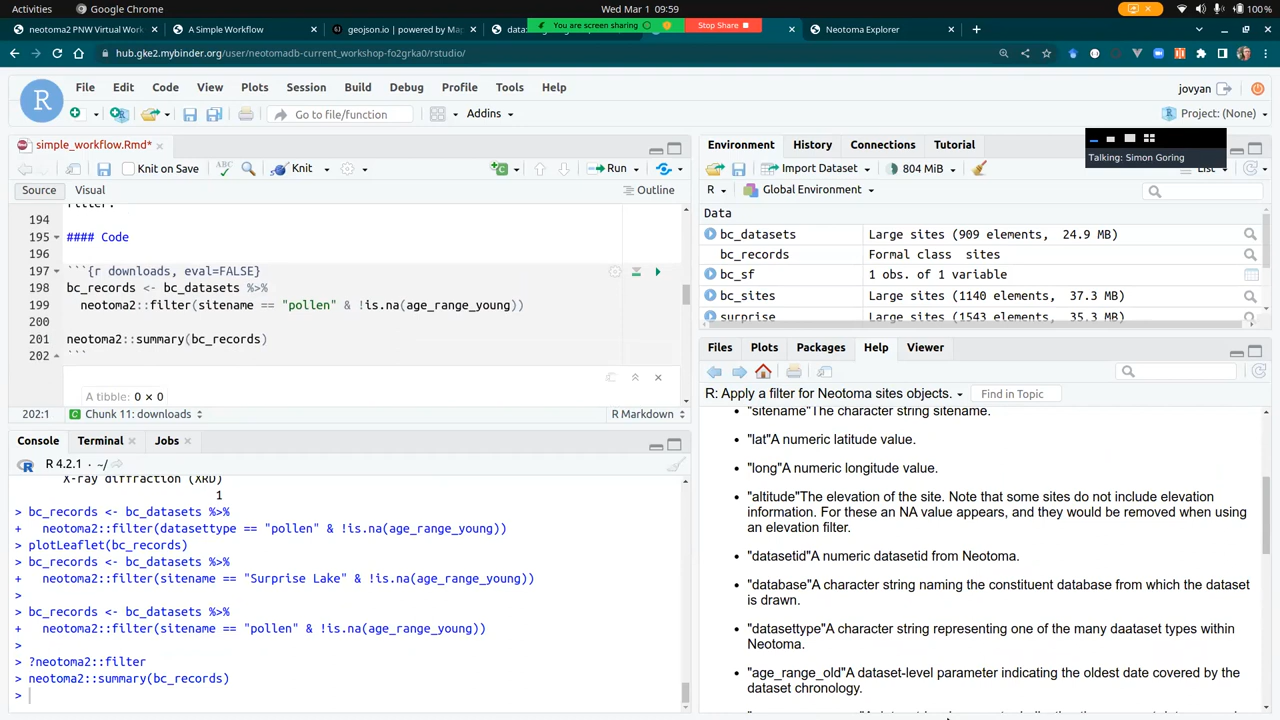 Activities
Google Chrome
Wed Mar 1 09:59
100 %
neotoma2 PNW Virtual Work
A Simple Workflow
geojson.io | powered by Ma
You are screen sharing
Stop Share
Neotoma Explorer
hub.gke2.mybinder.org/user/neotomadb-current_workshop-fo2grka0/rstudio/
File Edit Code View Plots Session Build Debug Profile Tools Help
jovyan
Go to file/function
Addins
Project: (None)
simple_workflow.Rmd*
Knit on Save
Knit
Run
Source Visual
Outline
194 filter.
195 #### Code
196
197 ```{r downloads, eval=FALSE}
198 bc_records <- bc_datasets %>%
199 neotoma2::filter(sitename == "pollen" & !is.na(age_range_young))
200
201 neotoma2::summary(bc_records)
202 ```
A tibble: 0 × 0
202:1 Chunk 11: downloads
R Markdown
Console Terminal Jobs
R 4.2.1 · ~/
X-ray diffraction (XRD)
1
> bc_records <- bc_datasets %>%
+ neotoma2::filter(datasettype == "pollen" & !is.na(age_range_young))
> plotLeaflet(bc_records)
> bc_records <- bc_datasets %>%
+ neotoma2::filter(sitename == "Surprise Lake" & !is.na(age_range_young))
>
> bc_records <- bc_datasets %>%
+ neotoma2::filter(sitename == "pollen" & !is.na(age_range_young))
>
> ?neotoma2::filter
> neotoma2::summary(bc_records)
>
Environment History Connections Tutorial
Talking: Simon Goring
Import Dataset
804 MiB
List
R
Global Environment
Data
bc_datasets Large sites (909 elements, 24.9 MB)
bc_records Formal class sites
bc_sf 1 obs. of 1 variable
bc_sites Large sites (1140 elements, 37.3 MB)
surprise Large sites (1543 elements, 35.3 MB)
Files Plots Packages Help Viewer
R: Apply a filter for Neotoma sites objects.
Find in Topic
• "sitename"The character string sitename.
• "lat"A numeric latitude value.
• "long"A numeric longitude value.
• "altitude"The elevation of the site. Note that some sites do not include elevation
information. For these an NA value appears, and they would be removed when using
an elevation filter.
• "datasetid"A numeric datasetid from Neotoma.
• "database"A character string naming the constituent database from which the dataset
is drawn.
• "datasettype"A character string representing one of the many daataset types within
Neotoma.
• "age_range_old"A dataset-level parameter indicating the oldest date covered by the
dataset chronology.